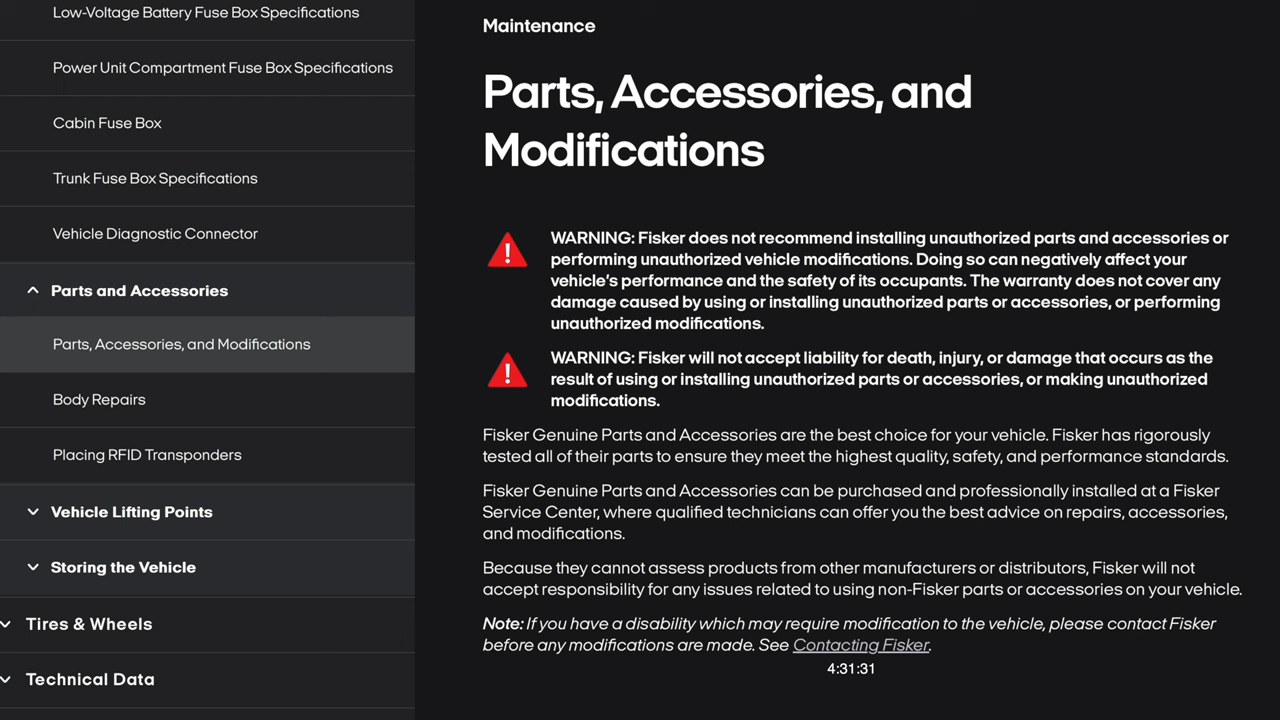 Low-Voltage Battery Fuse Box Specifications
Power Unit Compartment Fuse Box Specifications
Cabin Fuse Box
Trunk Fuse Box Specifications
Vehicle Diagnostic Connector
Parts and Accessories
Parts, Accessories, and Modifications
Body Repairs
Placing RFID Transponders
Vehicle Lifting Points
Storing the Vehicle
Tires & Wheels
Technical Data
Maintenance
Parts, Accessories, and
Modifications
WARNING: Fisker does not recommend installing unauthorized parts and accessories or
performing unauthorized vehicle modifications. Doing so can negatively affect your
vehicle's performance and the safety of its occupants. The warranty does not cover any
damage caused by using or installing unauthorized parts or accessories, or performing
unauthorized modifications.
WARNING: Fisker will not accept liability for death, injury, or damage that occurs as the
result of using or installing unauthorized parts or accessories, or making unauthorized
modifications.
Fisker Genuine Parts and Accessories are the best choice for your vehicle. Fisker has rigorously
tested all of their parts to ensure they meet the highest quality, safety, and performance standards.
Fisker Genuine Parts and Accessories can be purchased and professionally installed at a Fisker
Service Center, where qualified technicians can offer you the best advice on repairs, accessories,
and modifications.
Because they cannot assess products from other manufacturers or distributors, Fisker will not
accept responsibility for any issues related to using non-Fisker parts or accessories on your vehicle.
Note: If you have a disability which may require modification to the vehicle, please contact Fisker
before any modifications are made. See Contacting Fisker.
4:31:31